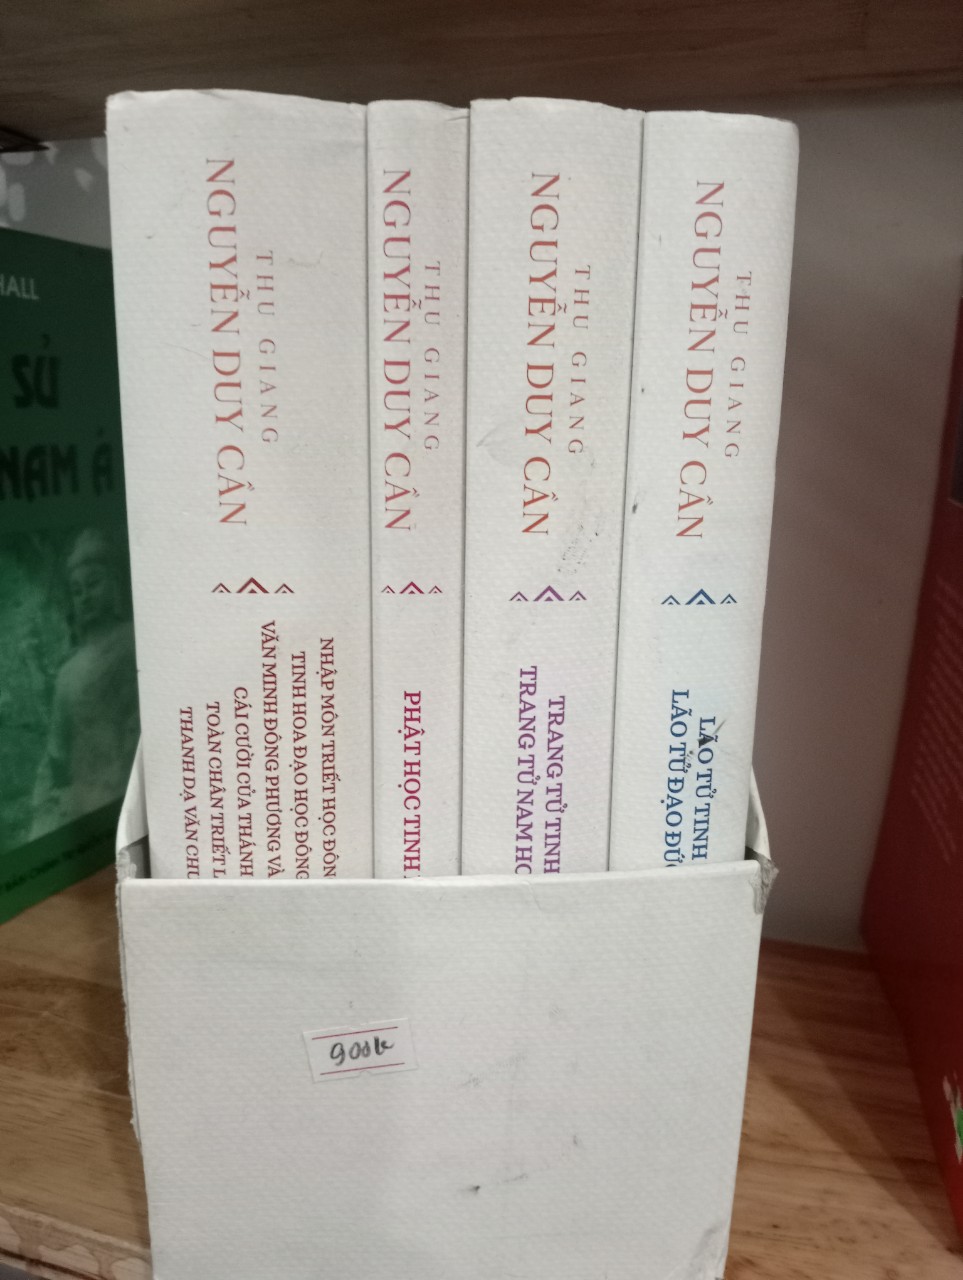 HALL
SỬ
NAM Á
THU GIANG
NGUYỄN DUY CẦN
NHẬP MÔN TRIẾT HỌC ĐÔN
TINH HOA ĐẠO HỌC ĐÔNG
VĂN MINH ĐÔNG PHƯƠNG VÀ
CÁI CƯỜI CỦA THÁNH
TOÀN CHÂN TRIẾT L
THANH DẠ VĂN CHƯ
THU GIANG
NGUYỄN DUY CẦN
PHẬT HỌC TINH
THU GIANG
NGUYỄN DUY CẦN
TRANG TỬ TINH
TRANG TỬ NAM HO
THU GIANG
NGUYỄN DUY CẦN
LÃO TỬ TINH
LÃO TỬ ĐẠO ĐỨ
900k